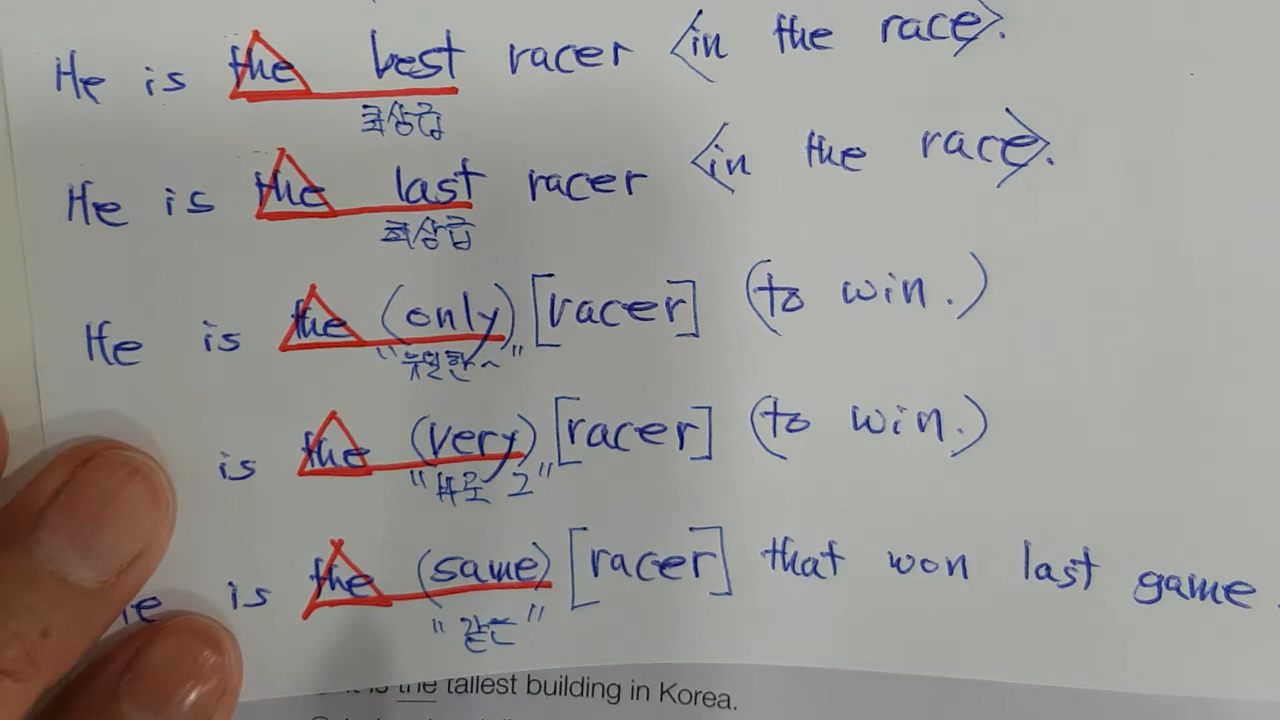 He is the best racer <in the race>.
최상급
He is the last racer <in the race>.
최상급
He is the (only) [racer] (to win.)
"유일한~"
is the (very) [racer] (to win.)
"바로 그"
He is the (same) [racer] that won last game.
"같은"
It is the tallest building in Korea.